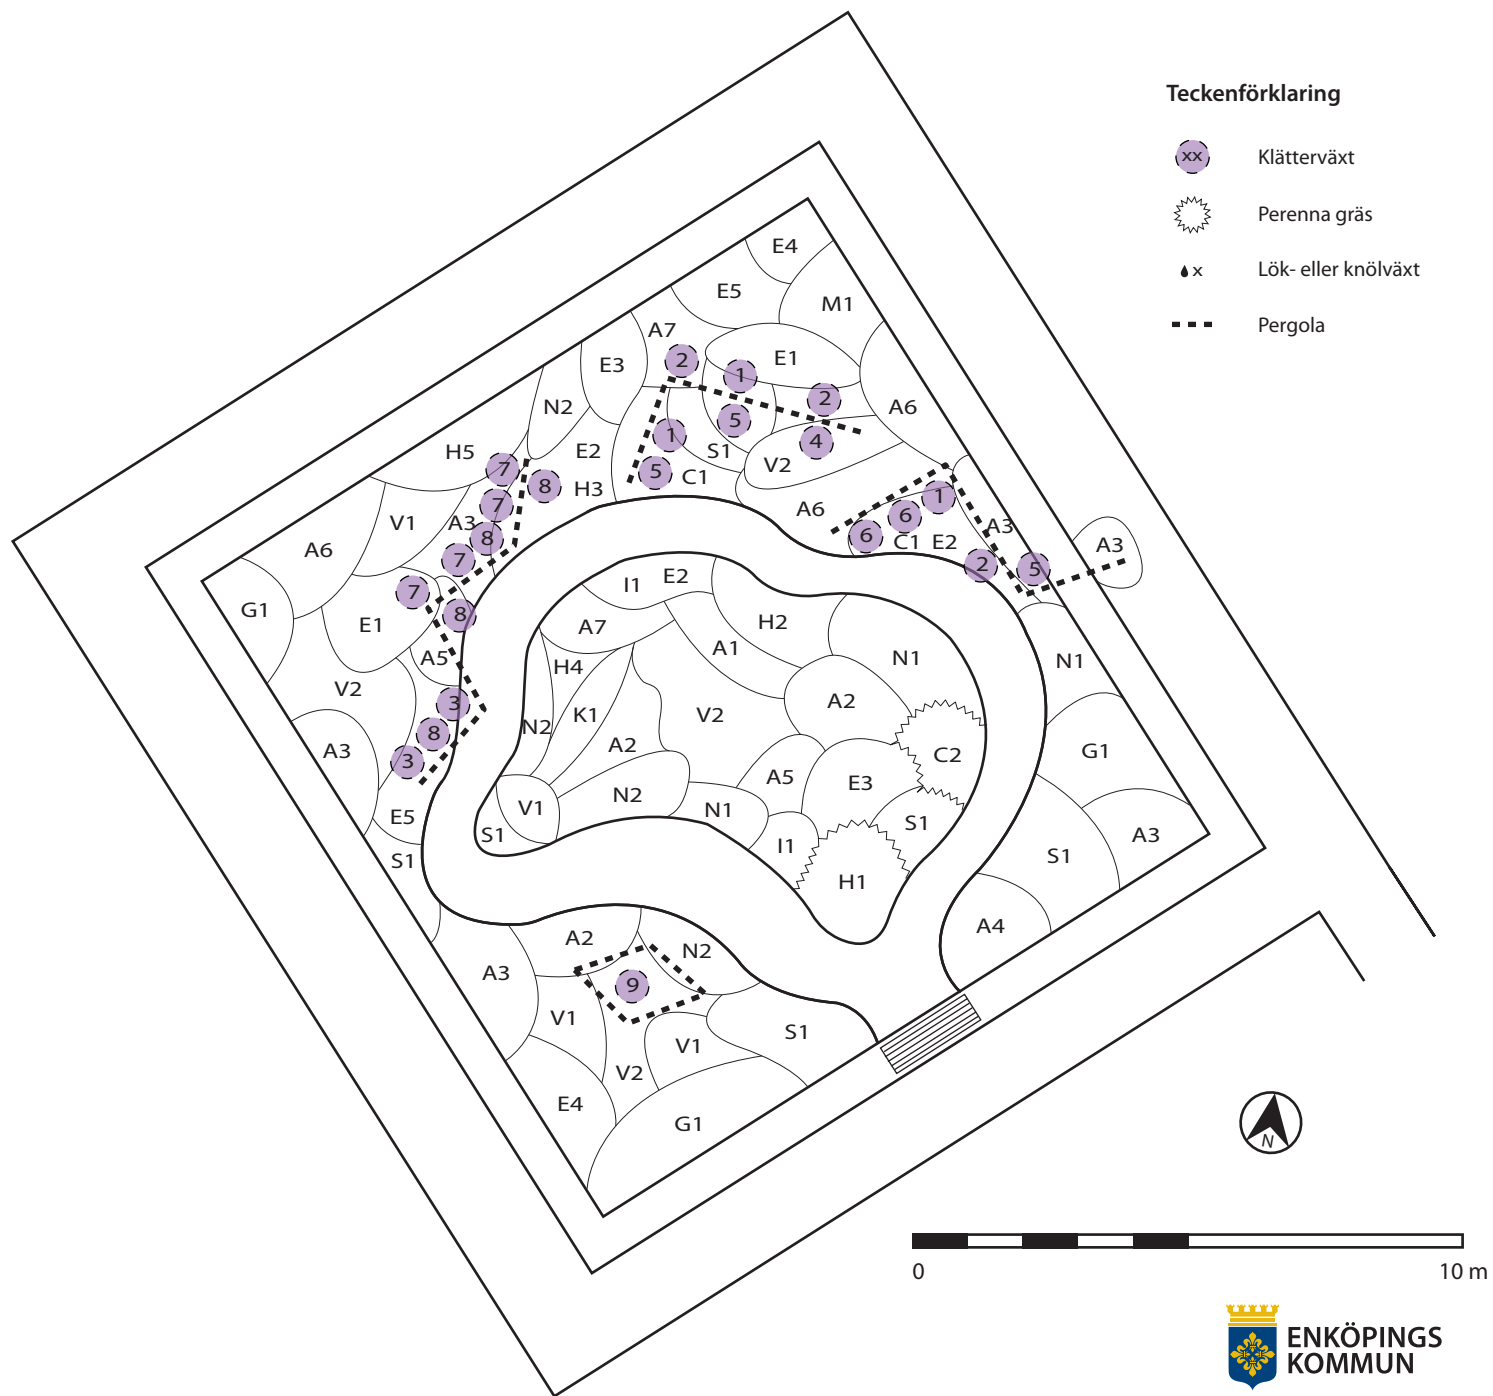 Teckenförklaring
xx Klätterväxt
Perenna gräs
x Lök- eller knölväxt
Pergola
E4
E5
M1
A7
E3
2
1
E1
2
N2
A6
H5
E2
1
5
4
S1
V2
7
8
H3
5
C1
7
V1
A3
8
A6
7
A6
1
6
6
C1
E2
A3
A3
2
5
7
8
G1
E1
A5
V2
3
8
3
A3
E5
S1
I1
E2
A7
H2
A1
N1
H4
A2
K1
V2
N2
A2
C2
A5
E3
N2
V1
N1
S1
S1
I1
H1
N1
G1
A3
S1
A4
A2
N2
A3
9
V1
V1
S1
V2
E4
G1
N
0
10 m
ENKÖPINGS
KOMMUN